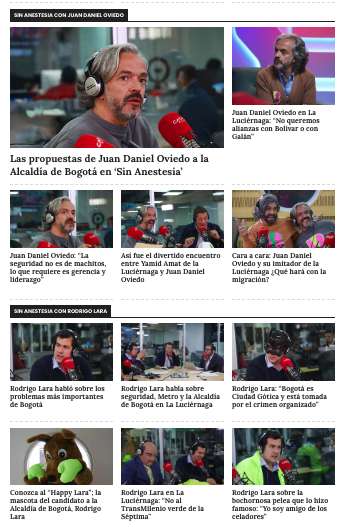 SIN ANESTESIA CON JUAN DANIEL OVIEDO
Las propuestas de Juan Daniel Oviedo a la
Alcaldía de Bogotá en ‘Sin Anestesia’
Juan Daniel Oviedo en La
Luciérnaga: “No queremos
alianzas con Bolívar o con
Galán”
Juan Daniel Oviedo: “La
seguridad no es de machitos,
lo que requiere es gerencia y
liderazgo”
Así fue el divertido encuentro
entre Yamid Amat de la
Luciérnaga y Juan Daniel
Oviedo
Cara a cara: Juan Daniel
Oviedo y su imitador de la
Luciérnaga ¿Qué hará con la
migración?
SIN ANESTESIA CON RODRIGO LARA
Rodrigo Lara habló sobre los
problemas más importantes
de Bogotá
Rodrigo Lara habla sobre
seguridad, Metro y la Alcaldía
de Bogotá en La Luciérnaga
Rodrigo Lara: “Bogotá es
Ciudad Gótica y está tomada
por el crimen organizado”
Conozca al “Happy Lara”; la
mascota del candidato a la
Alcaldía de Bogotá, Rodrigo
Lara
Rodrigo Lara en La
Luciérnaga: “No al
TransMilenio verde de la
Séptima”
Rodrigo Lara sobre la
bochornosa pelea que lo hizo
famoso: “Yo soy amigo de los
celadores”